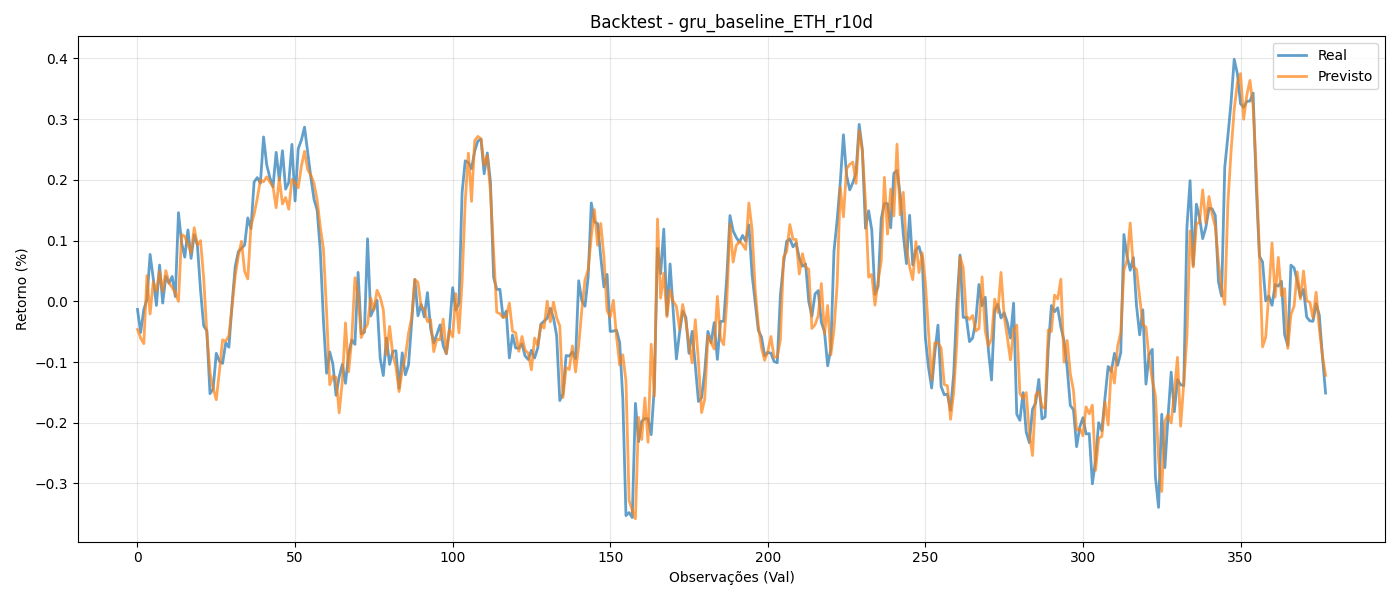 Backtest - gru_baseline_ETH_r10d
Real
Previsto
Retorno (%)
0.4
0.3
0.2
0.1
0.0
−0.1
−0.2
−0.3
0 50 100 150 200 250 300 350
Observações (Val)